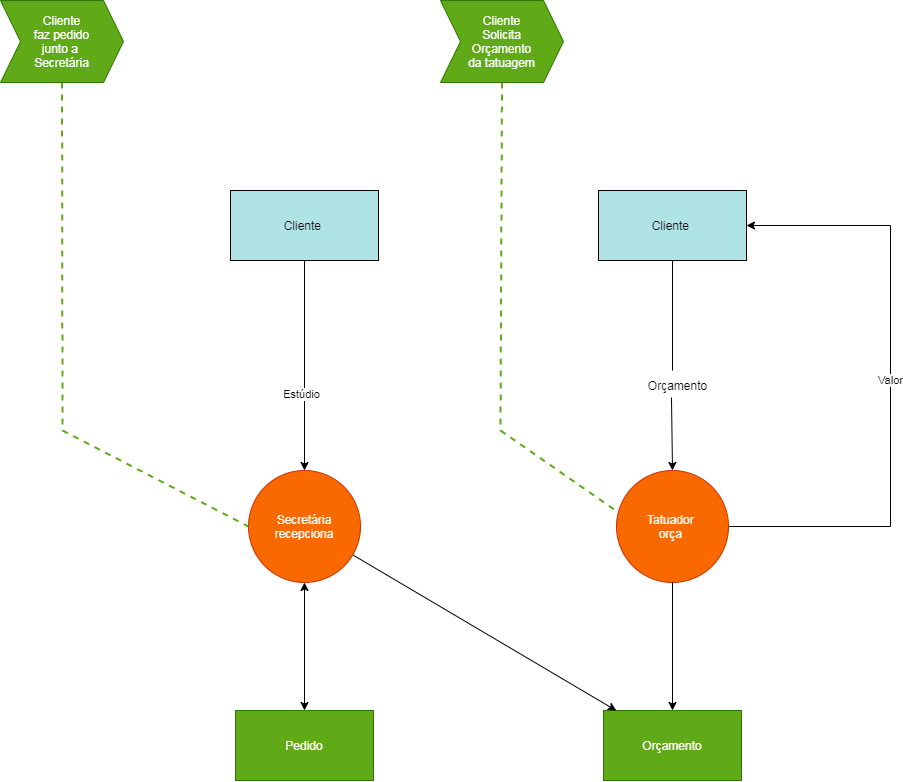 Cliente
faz pedido
junto a
Secretária
Cliente
Solicita
Orçamento
da tatuagem
Cliente
Cliente
Estúdio
Orçamento
Valor
Secretária
recepciona
Tatuador
orça
Pedido
Orçamento